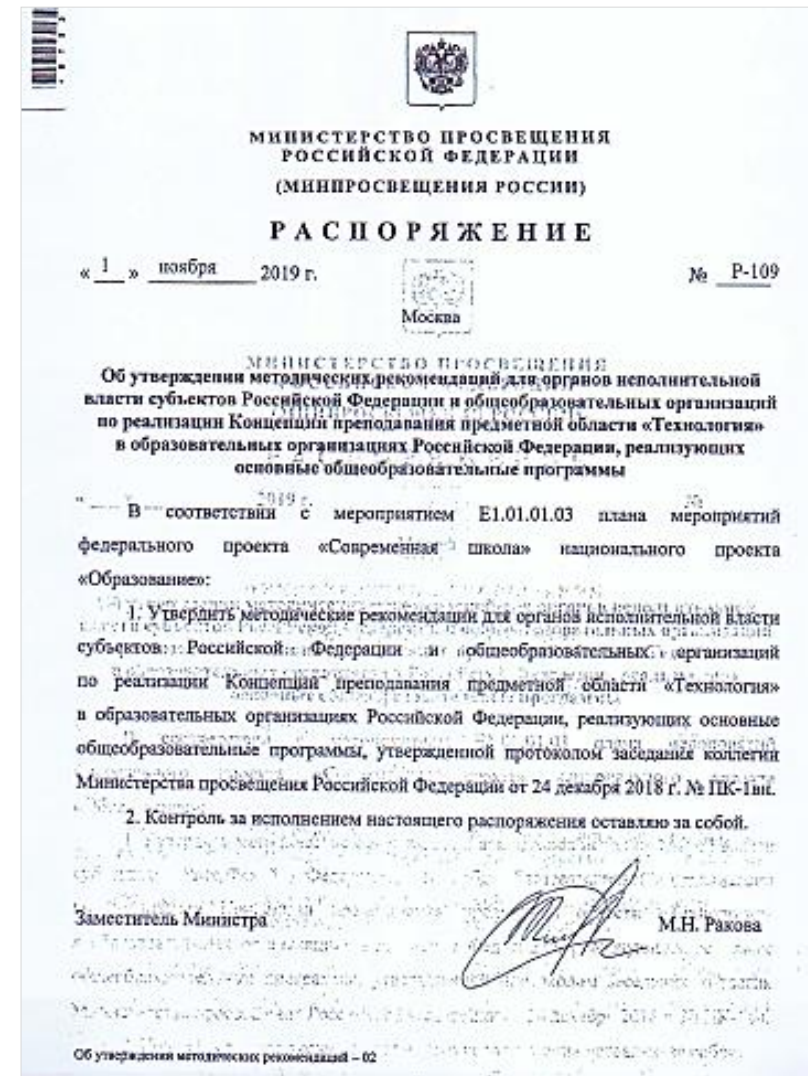 МИНИСТЕРСТВО ПРОСВЕЩЕНИЯ
РОССИЙСКОЙ ФЕДЕРАЦИИ
(МИНПРОСВЕЩЕНИЯ РОССИИ)
РАСПОРЯЖЕНИЕ
« 1 » ноября 2019 г. № Р-109
Москва
Об утверждении методических рекомендаций для органов исполнительной
власти субъектов Российской Федерации и общеобразовательных организаций
по реализации Концепции преподавания предметной области «Технология»
в образовательных организациях Российской Федерации, реализующих
основные общеобразовательные программы
В соответствии с мероприятием E1.01.01.03 плана мероприятий
федерального проекта «Современная школа» национального проекта
«Образование»:
1. Утвердить методические рекомендации для органов исполнительной власти
субъектов Российской Федерации и общеобразовательных организаций
по реализации Концепции преподавания предметной области «Технология»
в образовательных организациях Российской Федерации, реализующих основные
общеобразовательные программы, утвержденной протоколом заседания коллегии
Министерства просвещения Российской Федерации от 24 декабря 2018 г. № ПК-1вн.
2. Контроль за исполнением настоящего распоряжения оставляю за собой.
Заместитель Министра М.Н. Ракова
Об утверждении методических рекомендаций – 02